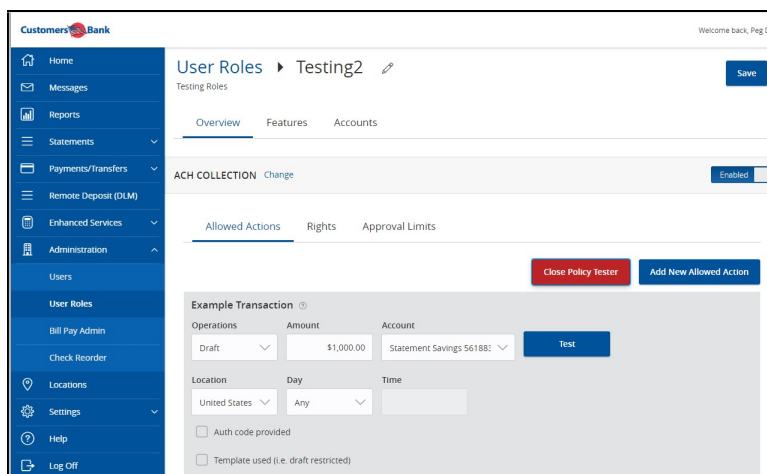 Customers Bank
Welcome back, Peg
Home
Messages
Reports
Statements
Payments/Transfers
Remote Deposit (DLM)
Enhanced Services
Administration
Users
User Roles
Bill Pay Admin
Check Reorder
Locations
Settings
Help
Log Off
User Roles Testing2
Testing Roles
Save
Overview Features Accounts
ACH COLLECTION Change
Enabled
Allowed Actions Rights Approval Limits
Close Policy Tester Add New Allowed Action
Example Transaction
Operations Amount Account
Draft $1,000.00 Statement Savings 56188
Test
Location Day Time
United States Any
Auth code provided
Template used (i.e. draft restricted)